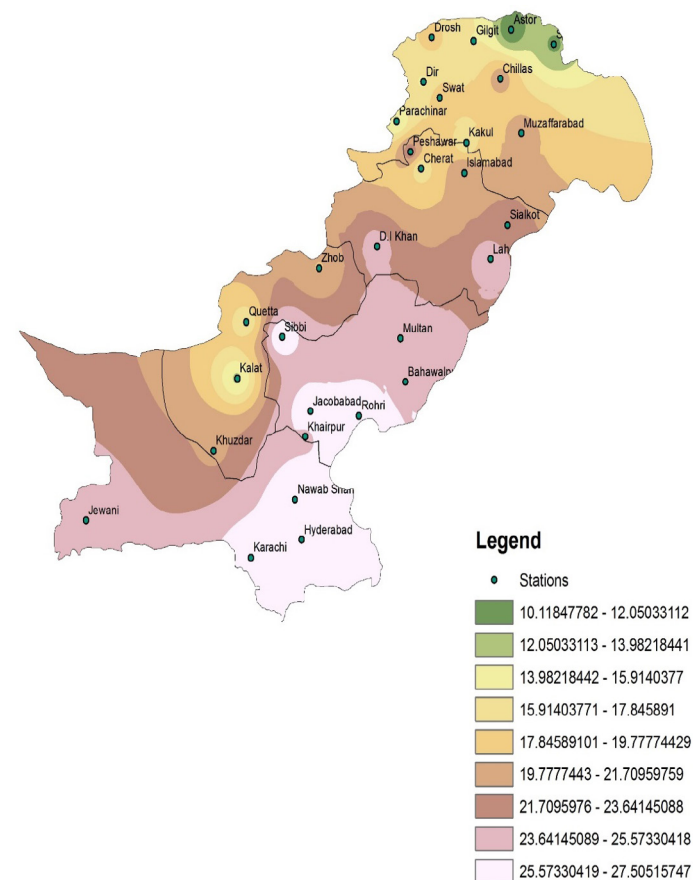 Astor
Drosh
Gilgit
S
Dir
Chillas
Swat
Parachinar
Muzaffarabad
Kakul
Peshawar
Cherat
Islamabad
Sialkot
D.I Khan
Lah
Zhob
Quetta
Sibbi
Multan
Kalat
Bahawalpu
Jacobabad
Rohri
Khairpur
Khuzdar
Nawab Shah
Jewani
Hyderabad
Karachi
Legend
Stations
10.11847782 - 12.05033112
12.05033113 - 13.98218441
13.98218442 - 15.9140377
15.91403771 - 17.845891
17.84589101 - 19.77774429
19.7777443 - 21.70959759
21.7095976 - 23.64145088
23.64145089 - 25.57330418
25.57330419 - 27.50515747